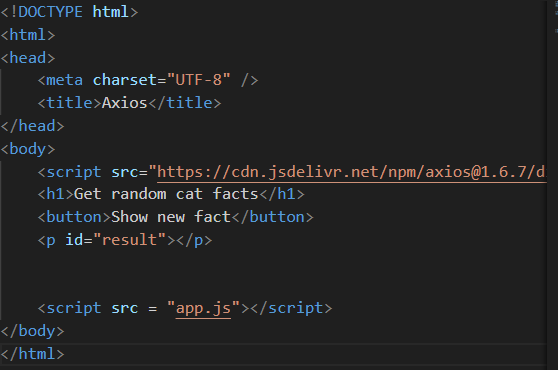 <!DOCTYPE html>
<html>
<head>
    <meta charset="UTF-8" />
    <title>Axios</title>
</head>
<body>
    <script src="https://cdn.jsdelivr.net/npm/axios@1.6.7/d
    <h1>Get random cat facts</h1>
    <button>Show new fact</button>
    <p id="result"></p>
    <script src = "app.js"></script>
</body>
</html>